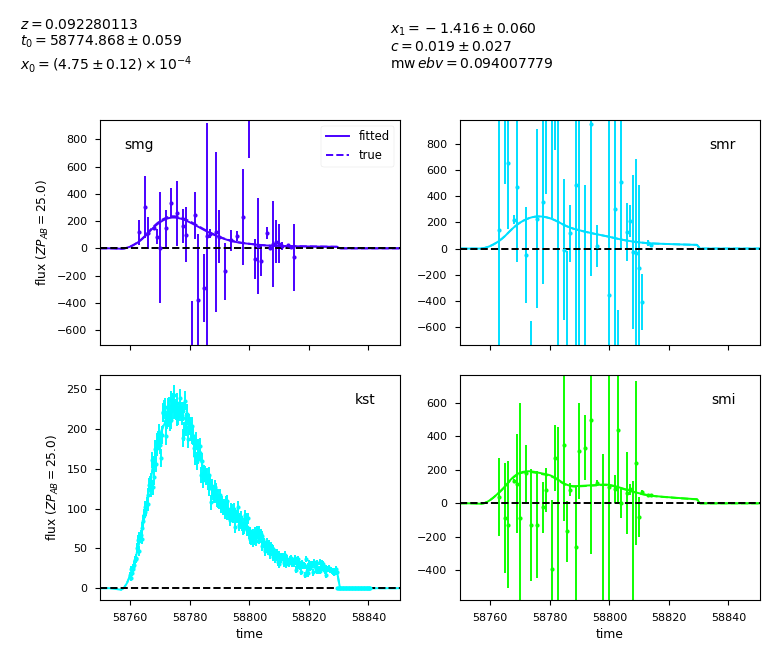 z = 0.092280113
t₀ = 58774.868 ± 0.059
x₀ = (4.75 ± 0.12) × 10⁻⁴
x₁ = −1.416 ± 0.060
c = 0.019 ± 0.027
mw ebv = 0.094007779
smg
fitted
true
800
600
400
200
0
−200
−400
−600
flux (ZP_AB = 25.0)
smr
800
600
400
200
0
−200
−400
−600
kst
250
200
150
100
50
0
flux (ZP_AB = 25.0)
58760 58780 58800 58820 58840
time
smi
600
400
200
0
−200
−400
58760 58780 58800 58820 58840
time